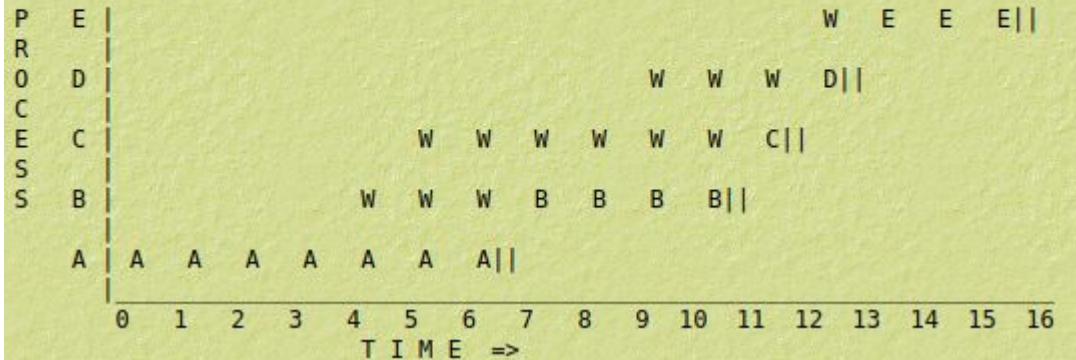 P E | W E E E||
R |
O D | W W W D||
C |
E C | W W W W W W C||
S |
S B | W W W B B B B||
|
A | A A A A A A A||
|
0 1 2 3 4 5 6 7 8 9 10 11 12 13 14 15 16
T I M E =>